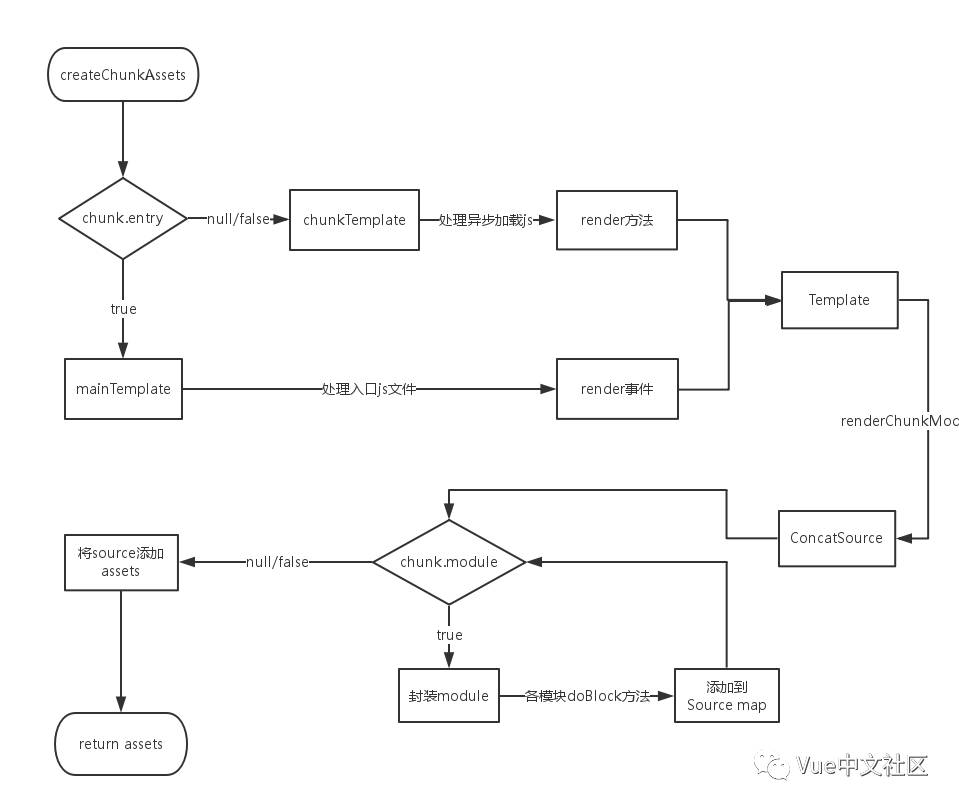 createChunkAssets
chunk.entry
null/false
chunkTemplate
处理异步加载js
render方法
Template
true
mainTemplate
处理入口js文件
render事件
renderChunkMod
ConcatSource
chunk.module
null/false
将source添加
assets
true
封装module
各模块doBlock方法
添加到
Source map
return assets
Vue中文社区